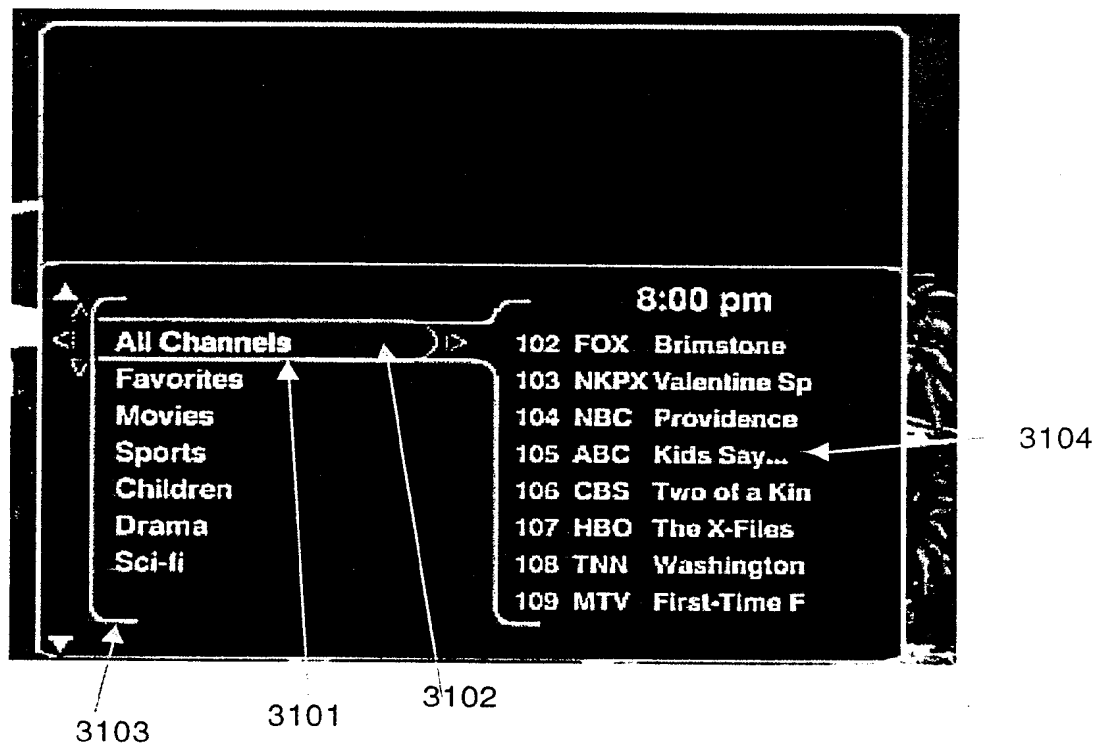 8:00 pm
All Channels
Favorites
Movies
Sports
Children
Drama
Sci-fi
102 FOX Brimstone
103 NKPX Valentine Sp
104 NBC Providence
105 ABC Kids Say...
106 CBS Two of a Kin
107 HBO The X-Files
108 TNN Washington
109 MTV First-Time F
3104
3103
3101
3102